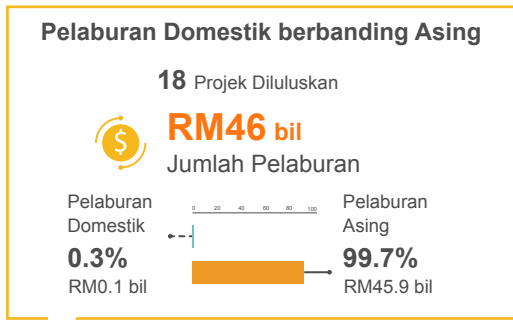 Pelaburan Domestik berbanding Asing
18 Projek Diluluskan
$
RM46 bil
Jumlah Pelaburan
Pelaburan
Domestik
0.3%
RM0.1 bil
0 20 40 60 80 100
Pelaburan
Asing
99.7%
RM45.9 bil